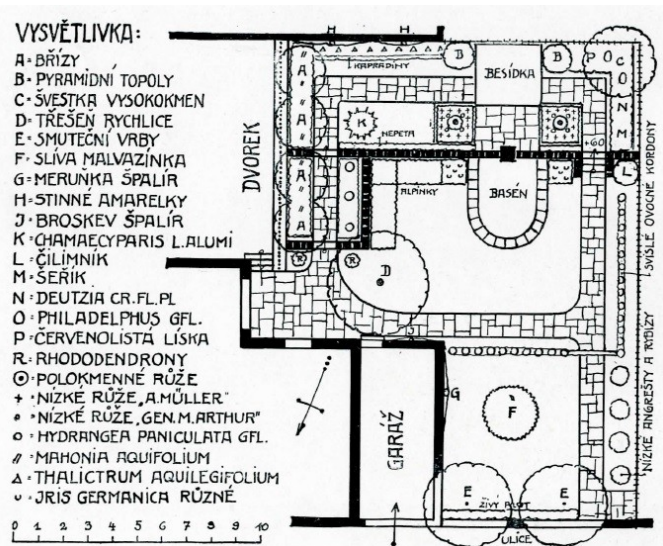 VYSVĚTLIVKA:
A=BŘÍZY
B=PYRAMIDNÍ TOPOLY
C=ŠVESTKA VYSOKOKMEN
D=TŘEŠEŇ RYCHLICE
E=SMUTEČNÍ VRBY
F=SLÍVA MALVAZINKA
G=MERUŇKA ŠPALÍR
H=STINNÉ AMARELKY
J=BROSKEV ŠPALÍR
K=CHAMAECYPARIS L.ALUMI
L=ČILIMNÍK
M=ŠEŘÍK
N=DEUTZIA CR.FL.PL
O=PHILADELPHUS GFL.
P=ČERVENOLISTÁ LÍSKA
R=RHODODENDRONY
POLOKMENNÉ RŮŽE
+=NÍZKÉ RŮŽE „A.MÜLLER"
NÍZKÉ RŮŽE „GEN.M.ARTHUR"
HYDRANGEA PANICULATA GFL.
MAHONIA AQUIFOLIUM
THALICTRUM AQUILEGIFOLIUM
JRIS GERMANICA RŮZNÉ
0 1 2 3 4 5 6 7 8 9 10
DVOREK
KAPRADINY
B
BESÍDKA
B
P O C
O
N
M
A
A
K
NEPETA
+60
L
A
A
ALPÍNKY
BASÉN
R
R
D
J
G
F
GARÁŽ
E
E
ŽIVÝ PLOT
ULICE
SVISLÉ OVOCNÉ KORDONY
NÍZKÉ ANGREŠTY A RYBÍZY